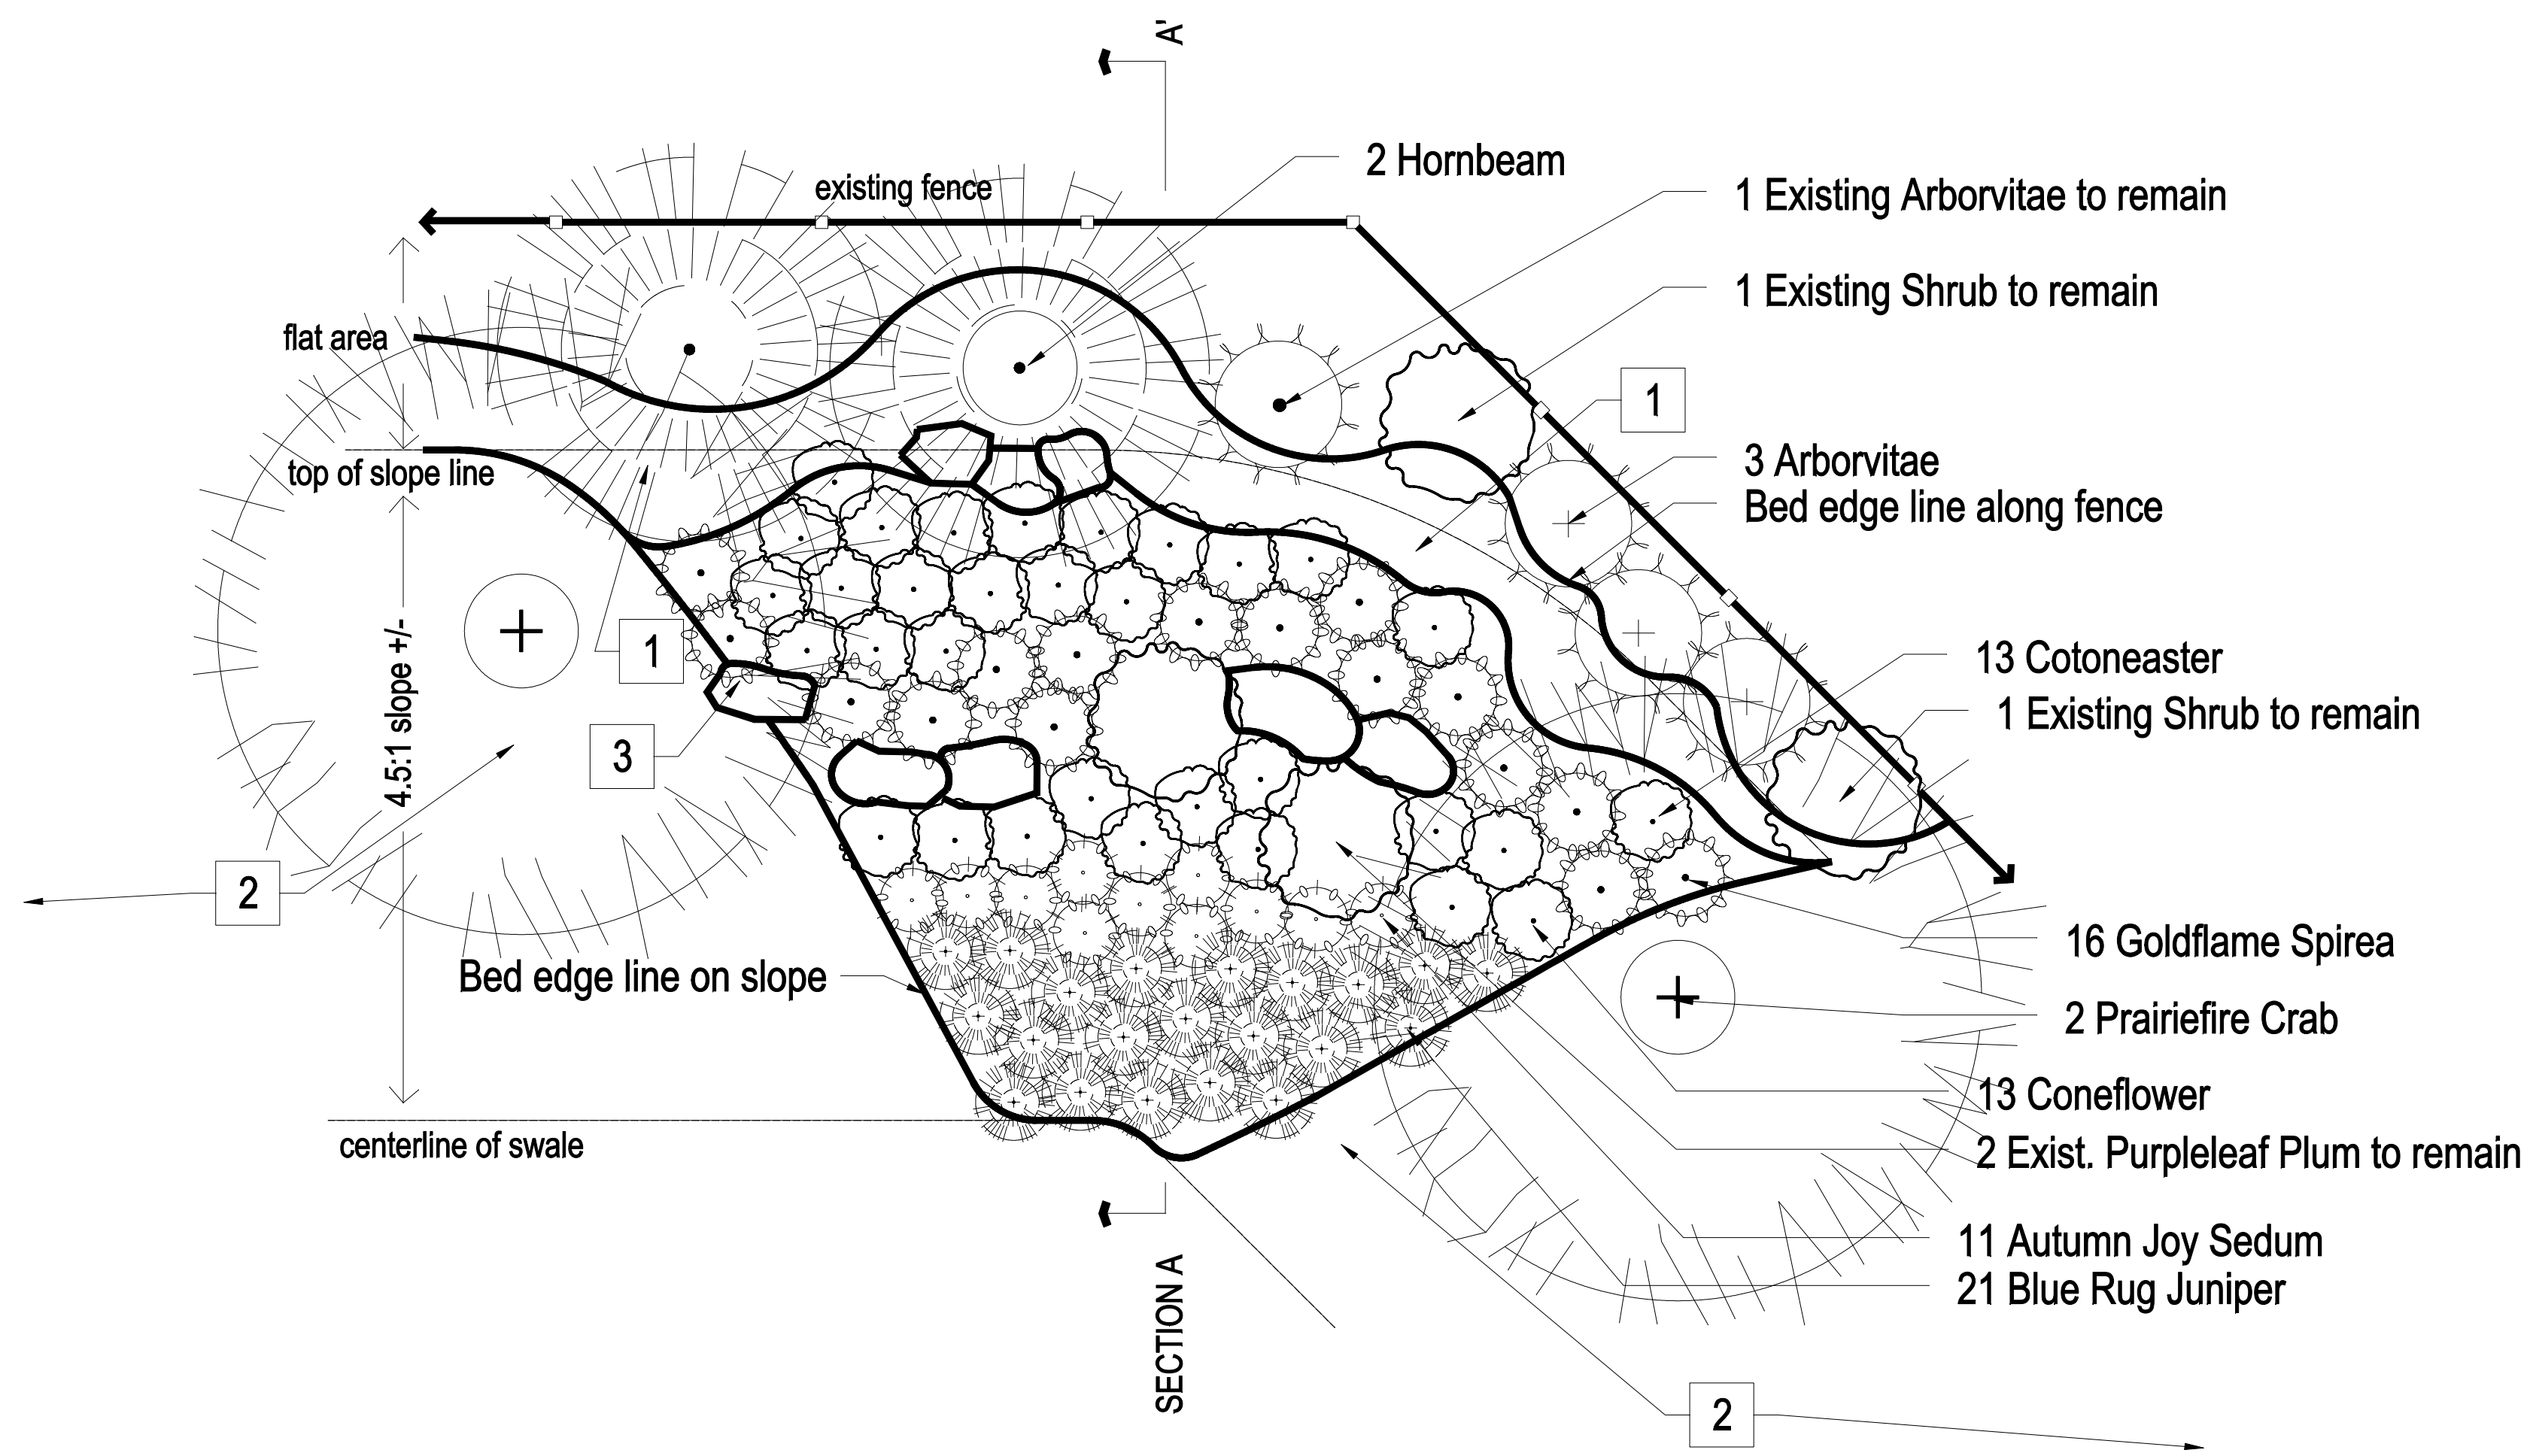 A'
2 Hornbeam
existing fence
1 Existing Arborvitae to remain
1 Existing Shrub to remain
flat area
1
3 Arborvitae
top of slope line
Bed edge line along fence
1
13 Cotoneaster
4.5:1 slope +/-
1 Existing Shrub to remain
3
2
16 Goldflame Spirea
Bed edge line on slope
2 Prairiefire Crab
13 Coneflower
centerline of swale
2 Exist. Purpleleaf Plum to remain
11 Autumn Joy Sedum
21 Blue Rug Juniper
SECTION A
2